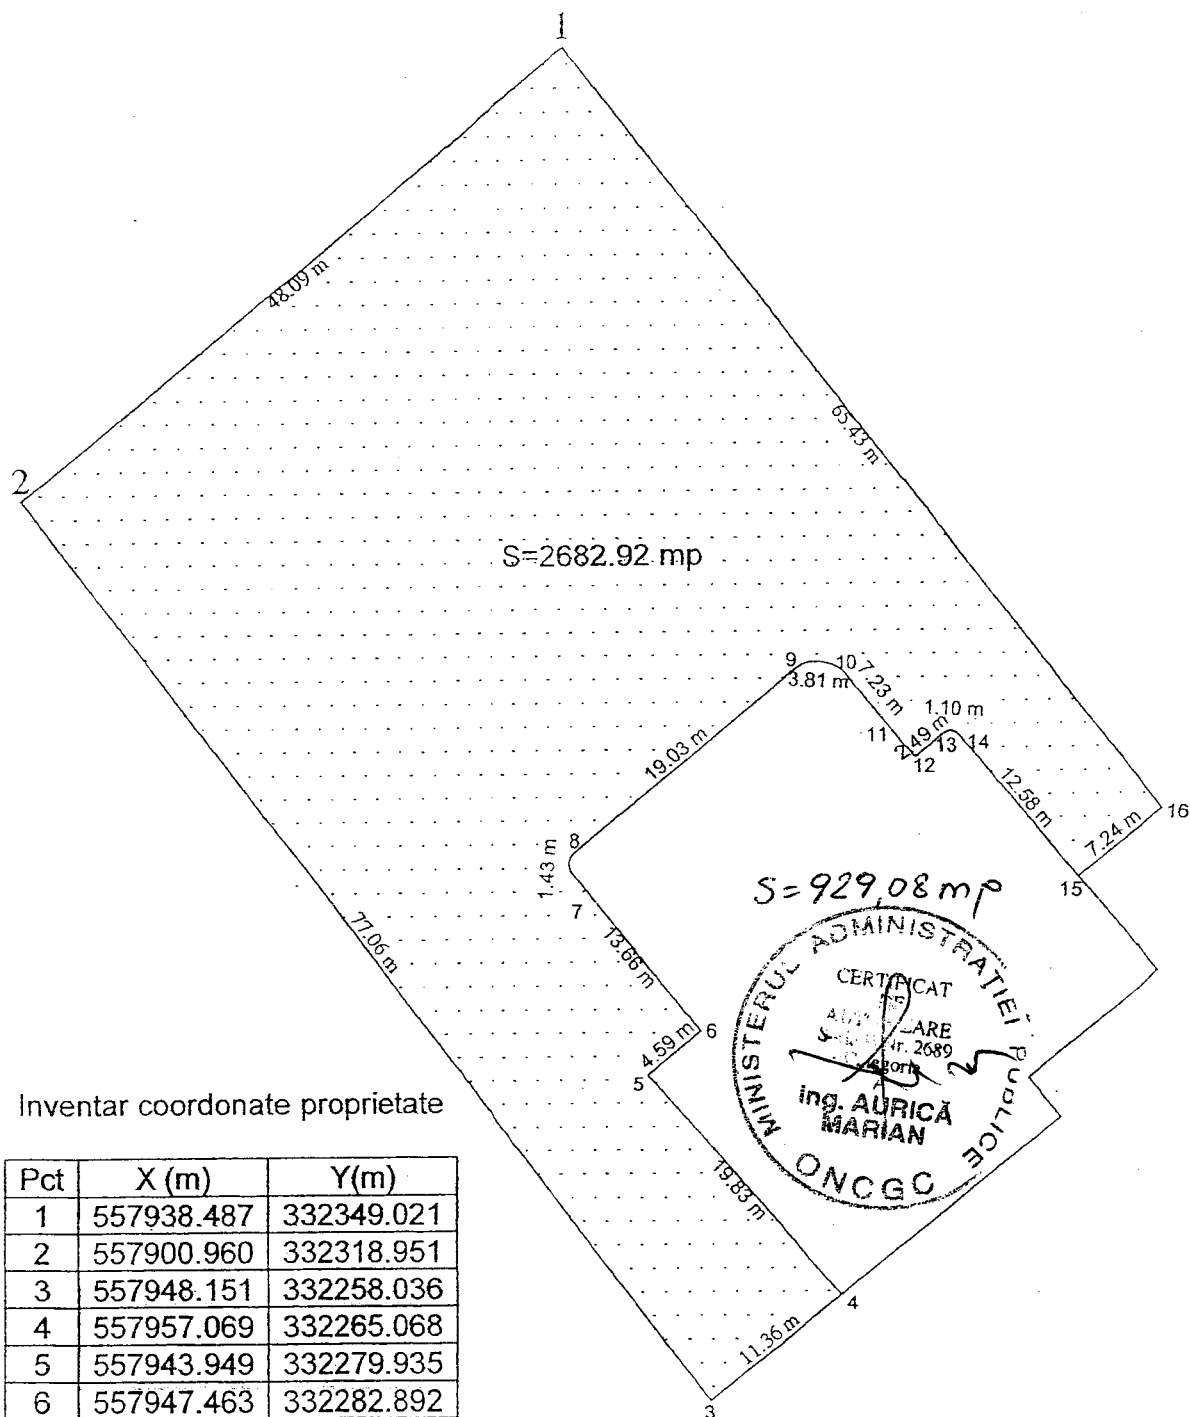 1
48.09 m
65.43 m
2
S=2682.92 mp
9
10
3.81 m
7.23 m
1.10 m
11
2.49 m
12
13
14
19.03 m
12.58 m
16
7.24 m
15
8
1.43 m
7
13.66 m
77.06 m
S=929,08 mp
MINISTERUL ADMINISTRAŢIEI PUBLICE
CERTIFICAT
DE
Nr. 2689
A
ing. AURICĂ
MARIAN
ONCGC
6
4.59 m
5
19.83 m
4
11.36 m
3
Inventar coordonate proprietate
Pct X (m) Y(m)
1 557938.487 332349.021
2 557900.960 332318.951
3 557948.151 332258.036
4 557957.069 332265.068
5 557943.949 332279.935
6 557947.463 332282.892